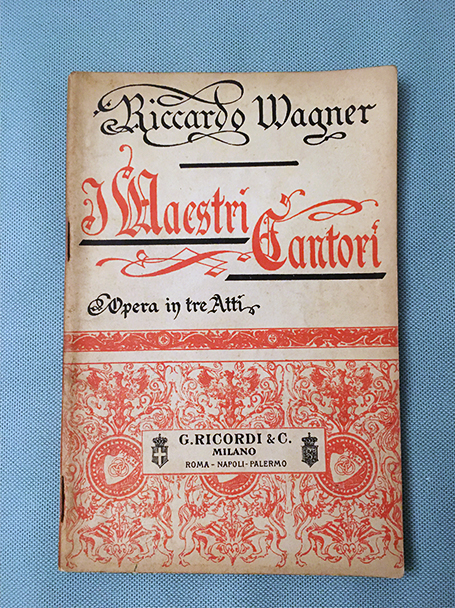 Riccardo Wagner
I Maestri
Cantori
Opera in tre Atti
G. RICORDI & C.
MILANO
ROMA - NAPOLI - PALERMO